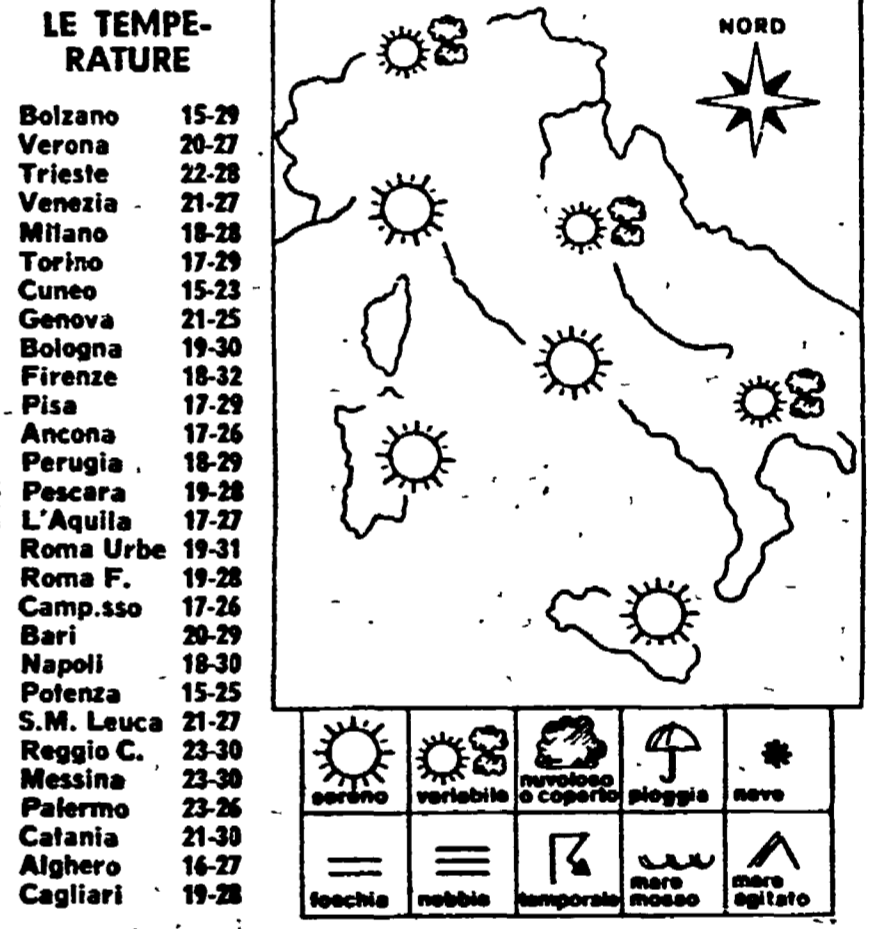 LE TEMPE-
RATURE
Bolzano 15-29
Verona 20-27
Trieste 22-28
Venezia 21-27
Milano 18-28
Torino 17-29
Cuneo 15-23
Genova 21-25
Bologna 19-30
Firenze 18-32
Pisa 17-29
Ancona 17-26
Perugia 18-29
Pescara 19-28
L'Aquila 17-27
Roma Urbe 19-31
Roma F. 19-28
Camp.sso 17-26
Bari 20-29
Napoli 18-30
Potenza 15-25
S.M. Leuca 21-27
Reggio C. 23-30
Messina 23-30
Palermo 23-26
Catania 21-30
Alghero 16-27
Cagliari 19-28
NORD
sereno
variabile
nuvoloso
o coperto
pioggia
neve
foschia
nebbia
temporale
mare
mosso
mare
agitato